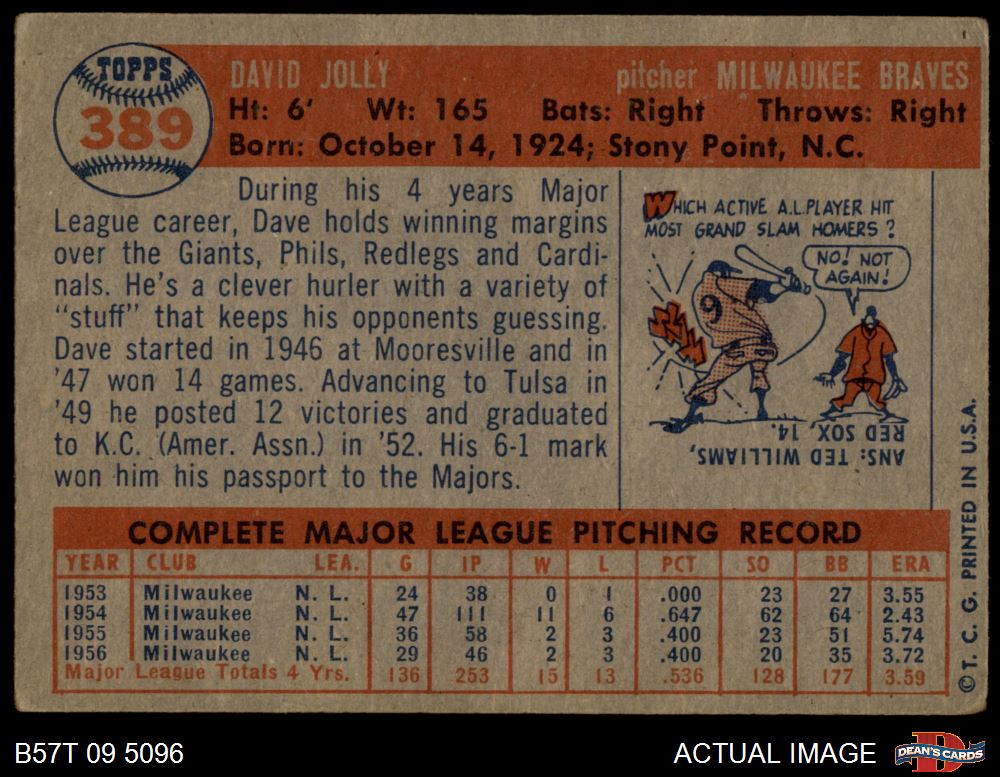 TOPPS
389
DAVID JOLLY pitcher MILWAUKEE BRAVES
Ht: 6' Wt: 165 Bats: Right Throws: Right
Born: October 14, 1924; Stony Point, N.C.
During his 4 years Major
League career, Dave holds winning margins
over the Giants, Phils, Redlegs and Cardi-
nals. He's a clever hurler with a variety of
"stuff" that keeps his opponents guessing.
Dave started in 1946 at Mooresville and in
'47 won 14 games. Advancing to Tulsa in
'49 he posted 12 victories and graduated
to K.C. (Amer. Assn.) in '52. His 6-1 mark
won him his passport to the Majors.
WHICH ACTIVE A.L. PLAYER HIT
MOST GRAND SLAM HOMERS?
NO! NOT
AGAIN!
9
ANS: TED WILLIAMS,
RED SOX, 14.
COMPLETE MAJOR LEAGUE PITCHING RECORD
YEAR CLUB LEA. G IP W L PCT SO BB ERA
1953 Milwaukee N. L. 24 38 0 1 .000 23 27 3.55
1954 Milwaukee N. L. 47 111 11 6 .647 62 64 2.43
1955 Milwaukee N. L. 36 58 2 3 .400 23 51 5.74
1956 Milwaukee N. L. 29 46 2 3 .400 20 35 3.72
Major League Totals 4 Yrs. 136 253 15 13 .536 128 177 3.59
© T. C. G. PRINTED IN U.S.A.
B57T 09 5096
ACTUAL IMAGE
D
DEAN'S CARDS